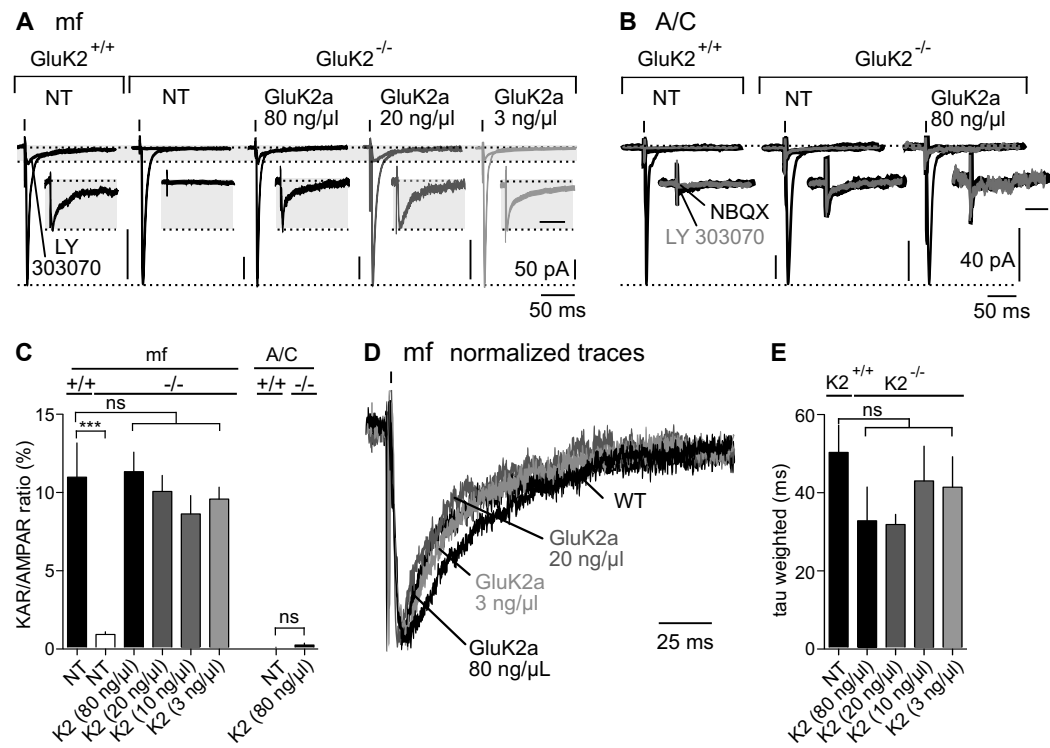 A mf
GluK2+/+
GluK2-/-
NT
NT
GluK2a
80 ng/µl
GluK2a
20 ng/µl
GluK2a
3 ng/µl
LY
303070
50 pA
50 ms
B A/C
GluK2+/+
GluK2-/-
NT
NT
GluK2a
80 ng/µl
NBQX
LY 303070
40 pA
50 ms
C
mf
A/C
+/+
-/-
+/+
-/-
ns
***
ns
KAR/AMPAR ratio (%)
15
10
5
0
NT
NT
K2 (80 ng/µl)
K2 (20 ng/µl)
K2 (10 ng/µl)
K2 (3 ng/µl)
NT
K2 (80 ng/µl)
D mf normalized traces
WT
GluK2a
20 ng/µl
GluK2a
3 ng/µl
GluK2a
80 ng/µL
25 ms
E
K2+/+
K2-/-
ns
tau weighted (ms)
60
40
20
0
NT
K2 (80 ng/µl)
K2 (20 ng/µl)
K2 (10 ng/µl)
K2 (3 ng/µl)